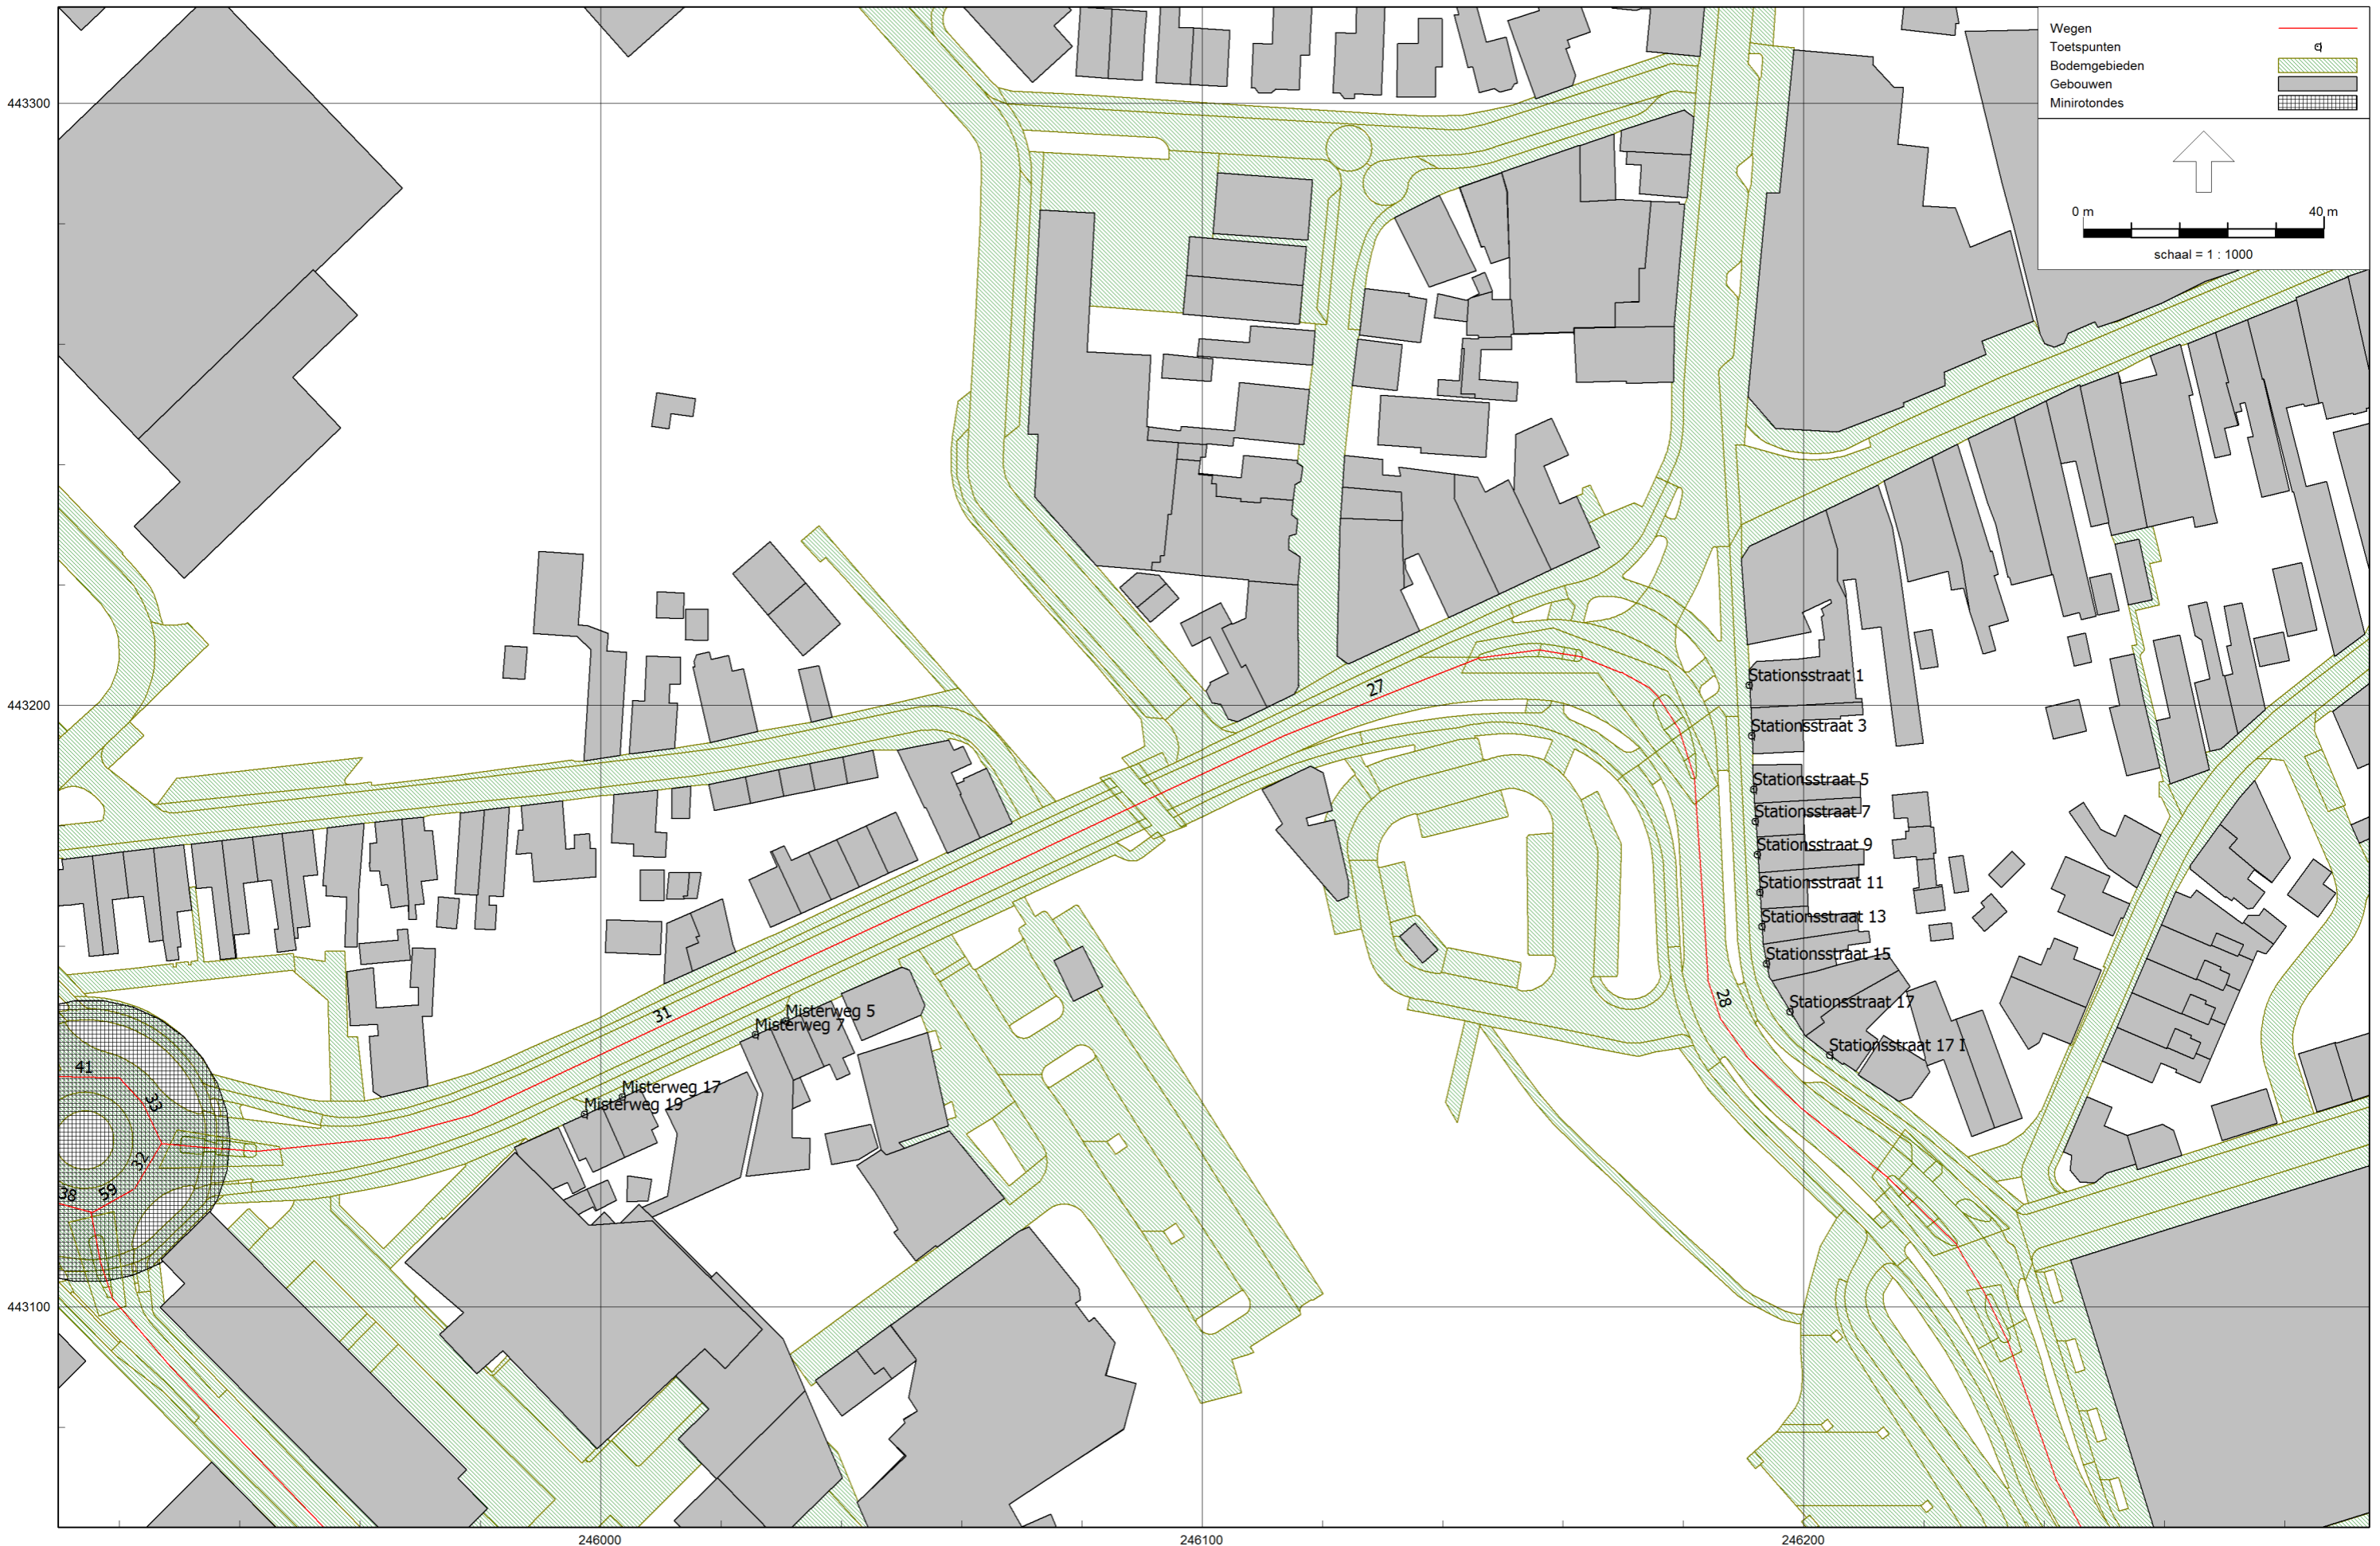 Wegen
Toetspunten
Bodemgebieden
Gebouwen
Minirotondes
0 m 40 m
schaal = 1 : 1000
443300
443200
443100
246000
246100
246200
27
Stationsstraat 1
Stationsstraat 3
Stationsstraat 5
Stationsstraat 7
Stationsstraat 9
Stationsstraat 11
Stationsstraat 13
Stationsstraat 15
Stationsstraat 17
Stationsstraat 17 I
28
31
Misterweg 5
Misterweg 7
Misterweg 17
Misterweg 19
41
33
32
59
38